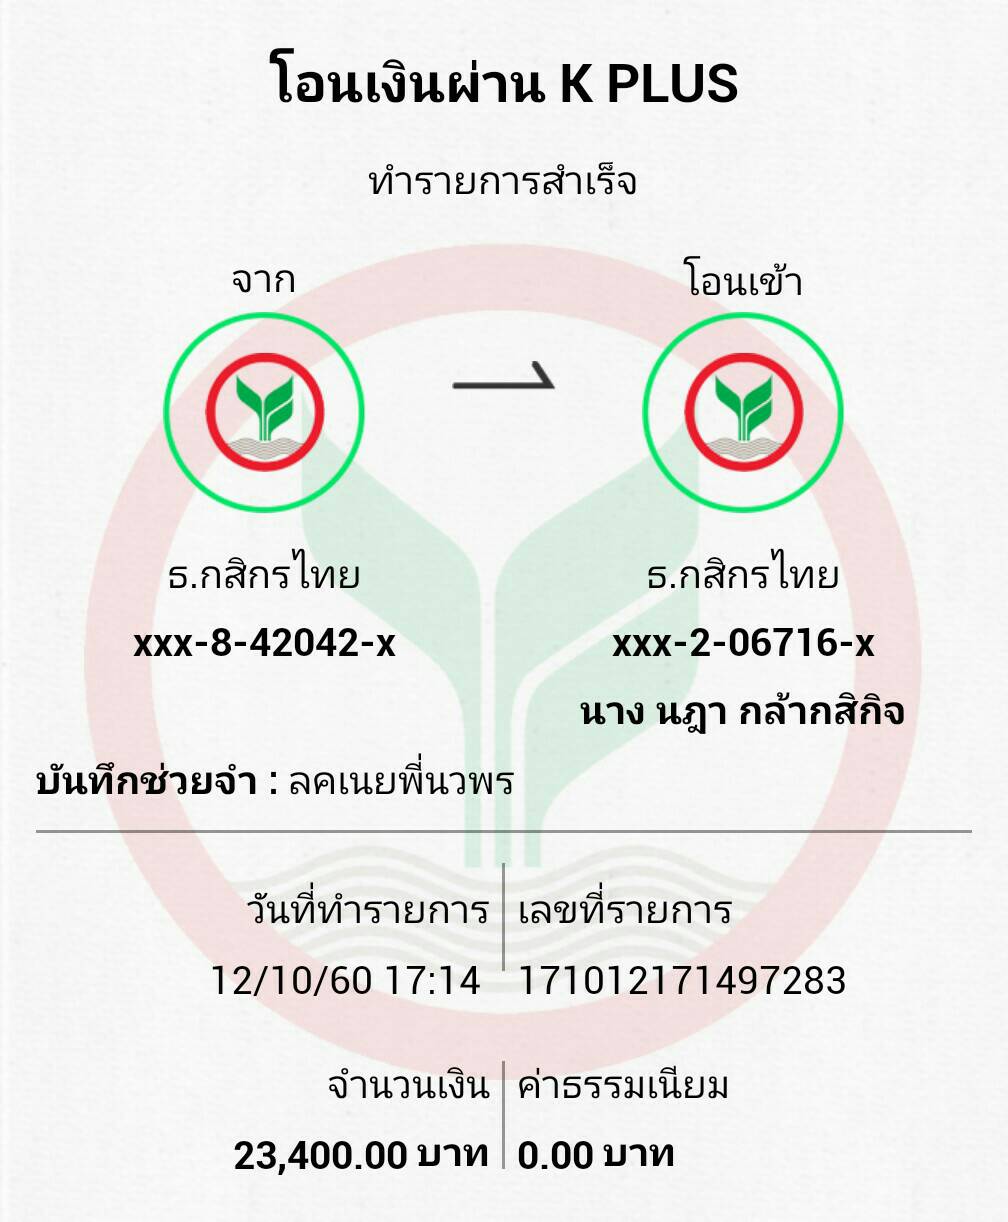 โอนเงินผ่าน K PLUS
ทำรายการสำเร็จ
จาก
โอนเข้า
ธ.กสิกรไทย
xxx-8-42042-x
ธ.กสิกรไทย
xxx-2-06716-x
นาง นฎา กล้ากสิกิจ
บันทึกช่วยจำ : ลคเนยพี่นวพร
วันที่ทำรายการ
12/10/60 17:14
เลขที่รายการ
171012171497283
จำนวนเงิน
23,400.00 บาท
ค่าธรรมเนียม
0.00 บาท